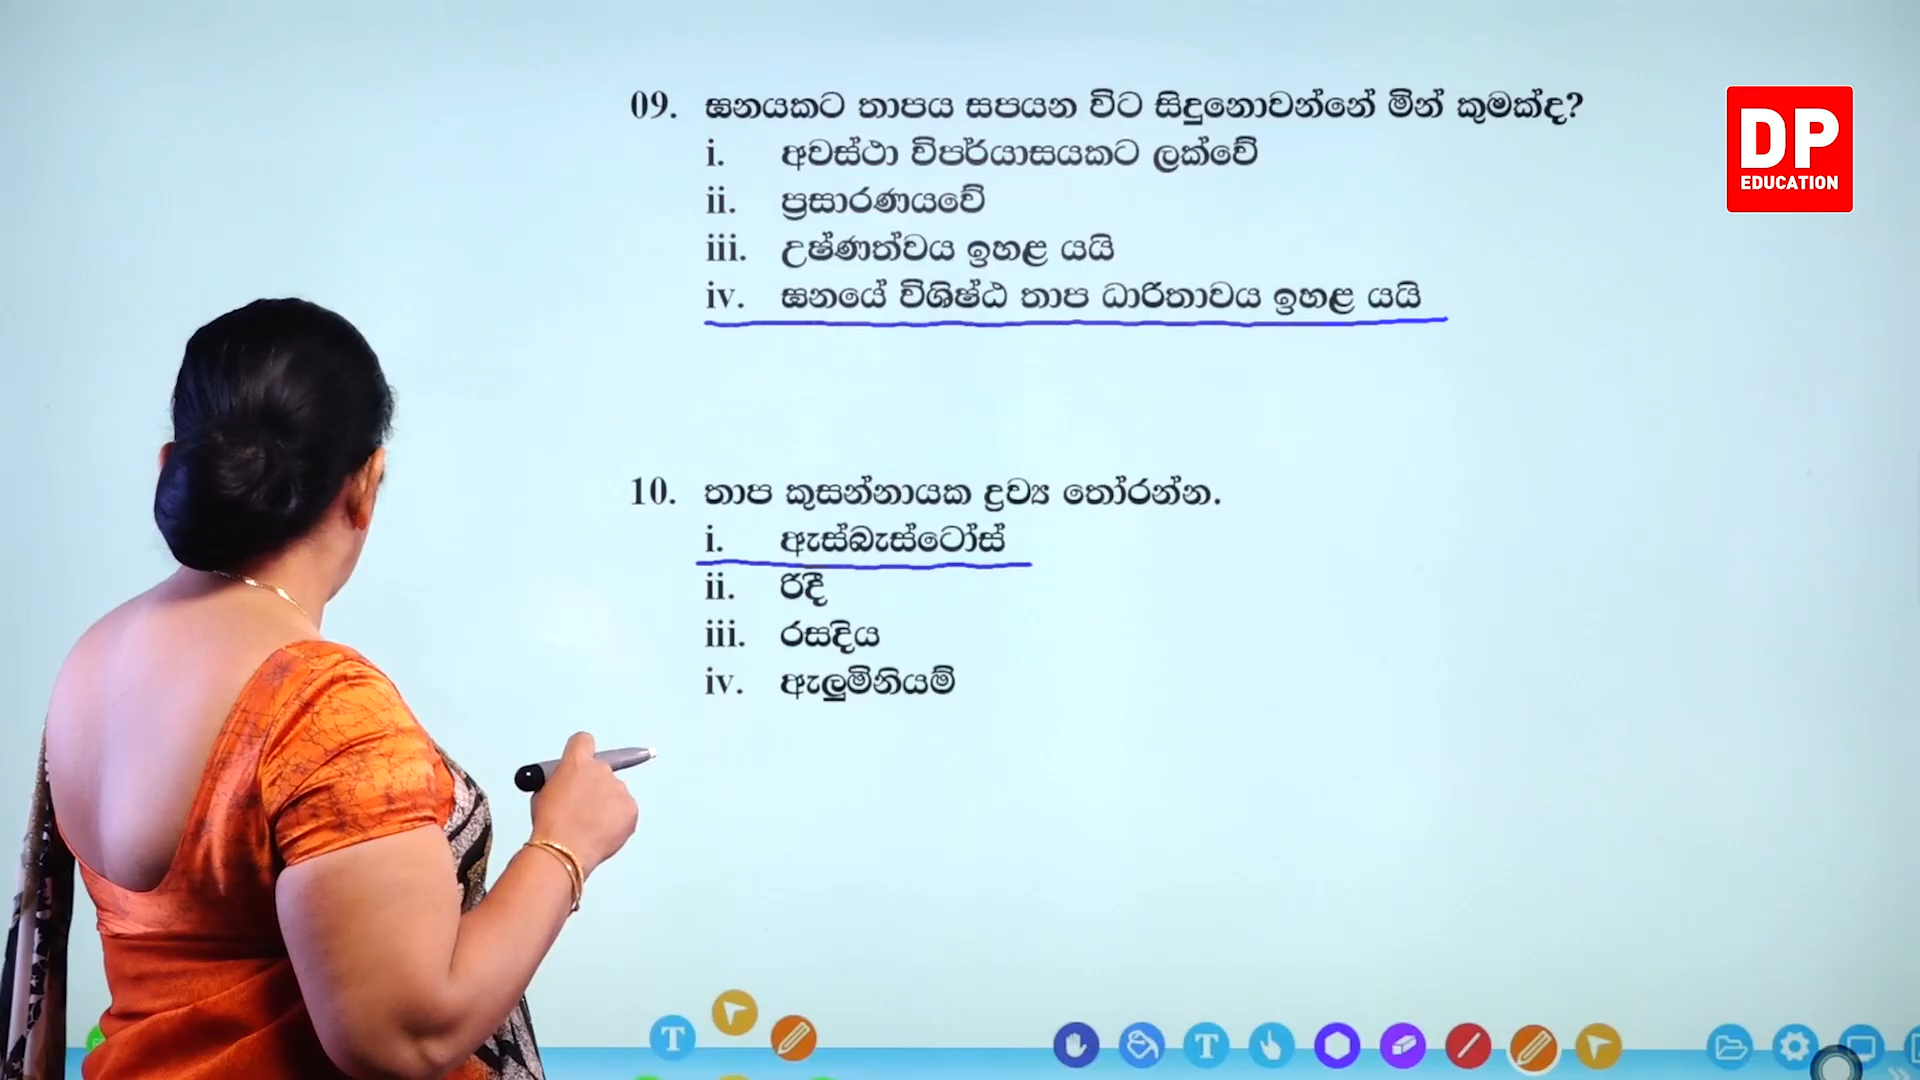 09. ඝනයකට තාපය සපයන විට සිදුනොවන්නේ මින් කුමක්ද?
i. අවස්ථා විපර්යාසයකට ලක්වේ
ii. ප්‍රසාරණයවේ
iii. උෂ්ණත්වය ඉහළ යයි
iv. ඝනයේ විශිෂ්ඨ තාප ධාරිතාවය ඉහළ යයි
DP
EDUCATION
10. තාප කුසන්නායක ද්‍රව්‍ය තෝරන්න.
i. ඇස්බැස්ටෝස්
ii. රිදී
iii. රසදිය
iv. ඇලුමිනියම්
T
T